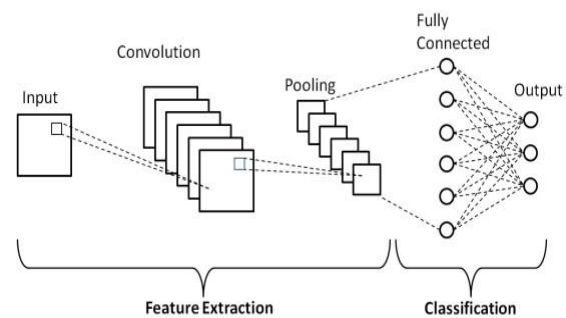 Fully
Connected
Convolution
Pooling
Input
Output
Feature Extraction
Classification